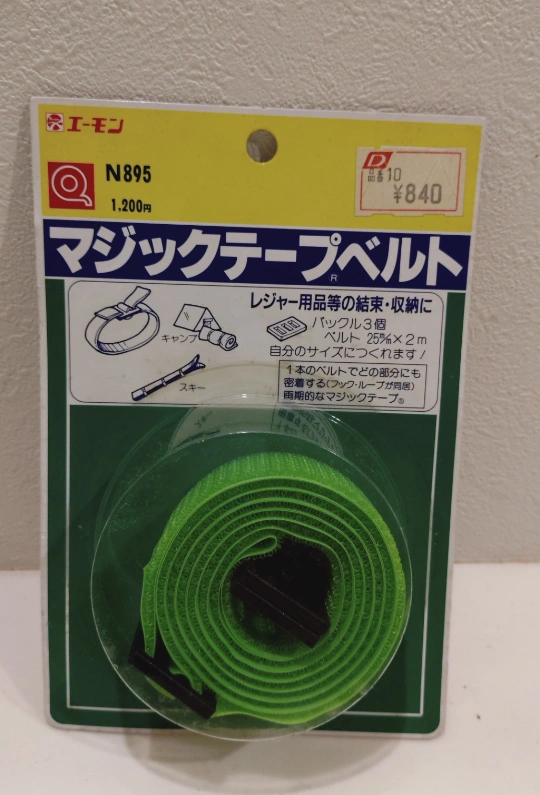 エーモン
N895
1,200円
D
品番10
¥840
マジックテープベルト
R
レジャー用品等の結束・収納に
キャンプ
スキー
バックル3個
ベルト 25㎜×2m
自分のサイズにつくれます!
1本のベルトでどの部分にも
密着する(フック・ループが同居)
画期的なマジックテープ®